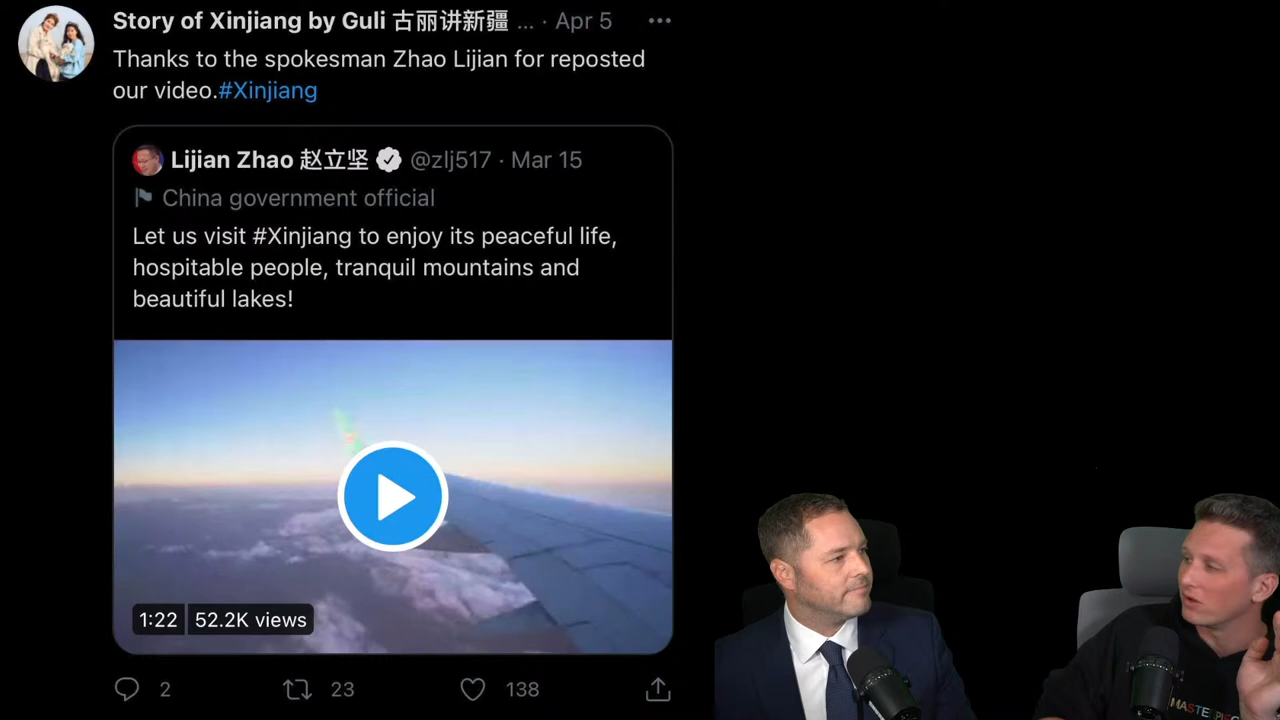 Story of Xinjiang by Guli 古丽讲新疆 ... · Apr 5
Thanks to the spokesman Zhao Lijian for reposted
our video.#Xinjiang
Lijian Zhao 赵立坚 @zlj517 · Mar 15
China government official
Let us visit #Xinjiang to enjoy its peaceful life,
hospitable people, tranquil mountains and
beautiful lakes!
1:22 52.2K views
2 23 138